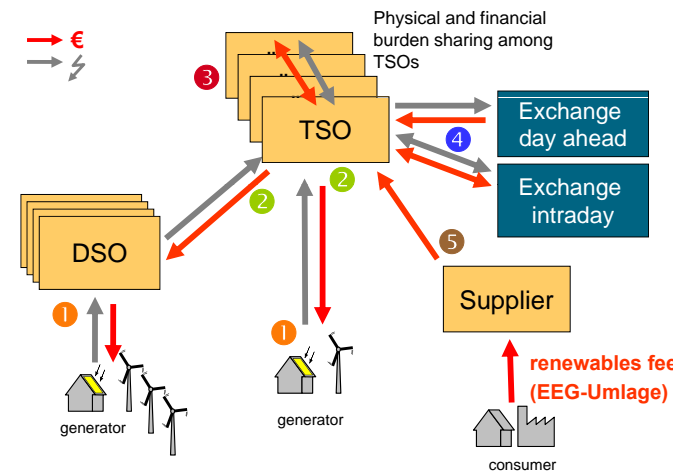 €
Physical and financial
burden sharing among
TSOs
..
3
..
..
TSO
Exchange
day ahead
4
Exchange
intraday
2
2
DSO
5
Supplier
1
1
renewables fee
(EEG-Umlage)
generator
generator
consumer